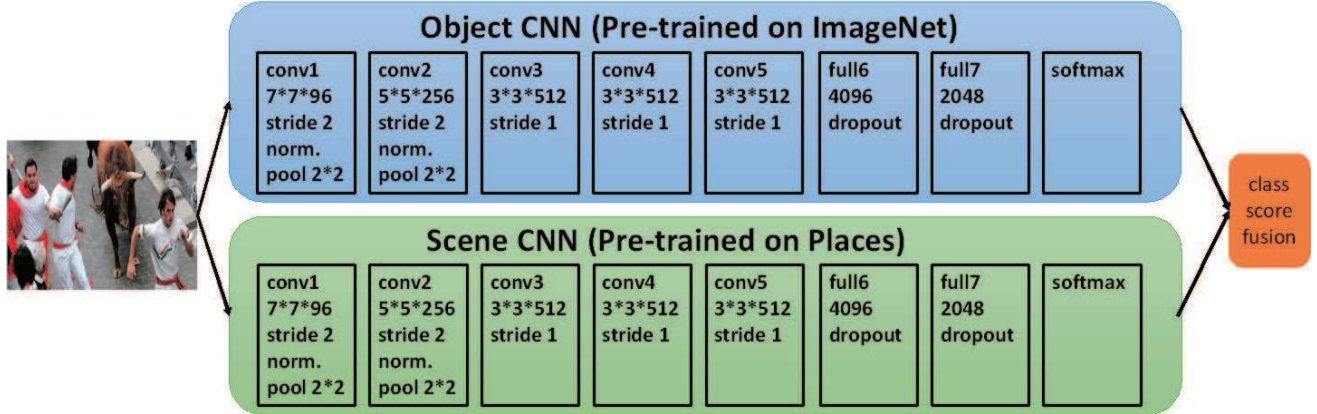 Object CNN (Pre-trained on ImageNet)
conv1
7*7*96
stride 2
norm.
pool 2*2
conv2
5*5*256
stride 2
norm.
pool 2*2
conv3
3*3*512
stride 1
conv4
3*3*512
stride 1
conv5
3*3*512
stride 1
full6
4096
dropout
full7
2048
dropout
softmax
Scene CNN (Pre-trained on Places)
conv1
7*7*96
stride 2
norm.
pool 2*2
conv2
5*5*256
stride 2
norm.
pool 2*2
conv3
3*3*512
stride 1
conv4
3*3*512
stride 1
conv5
3*3*512
stride 1
full6
4096
dropout
full7
2048
dropout
softmax
class
score
fusion